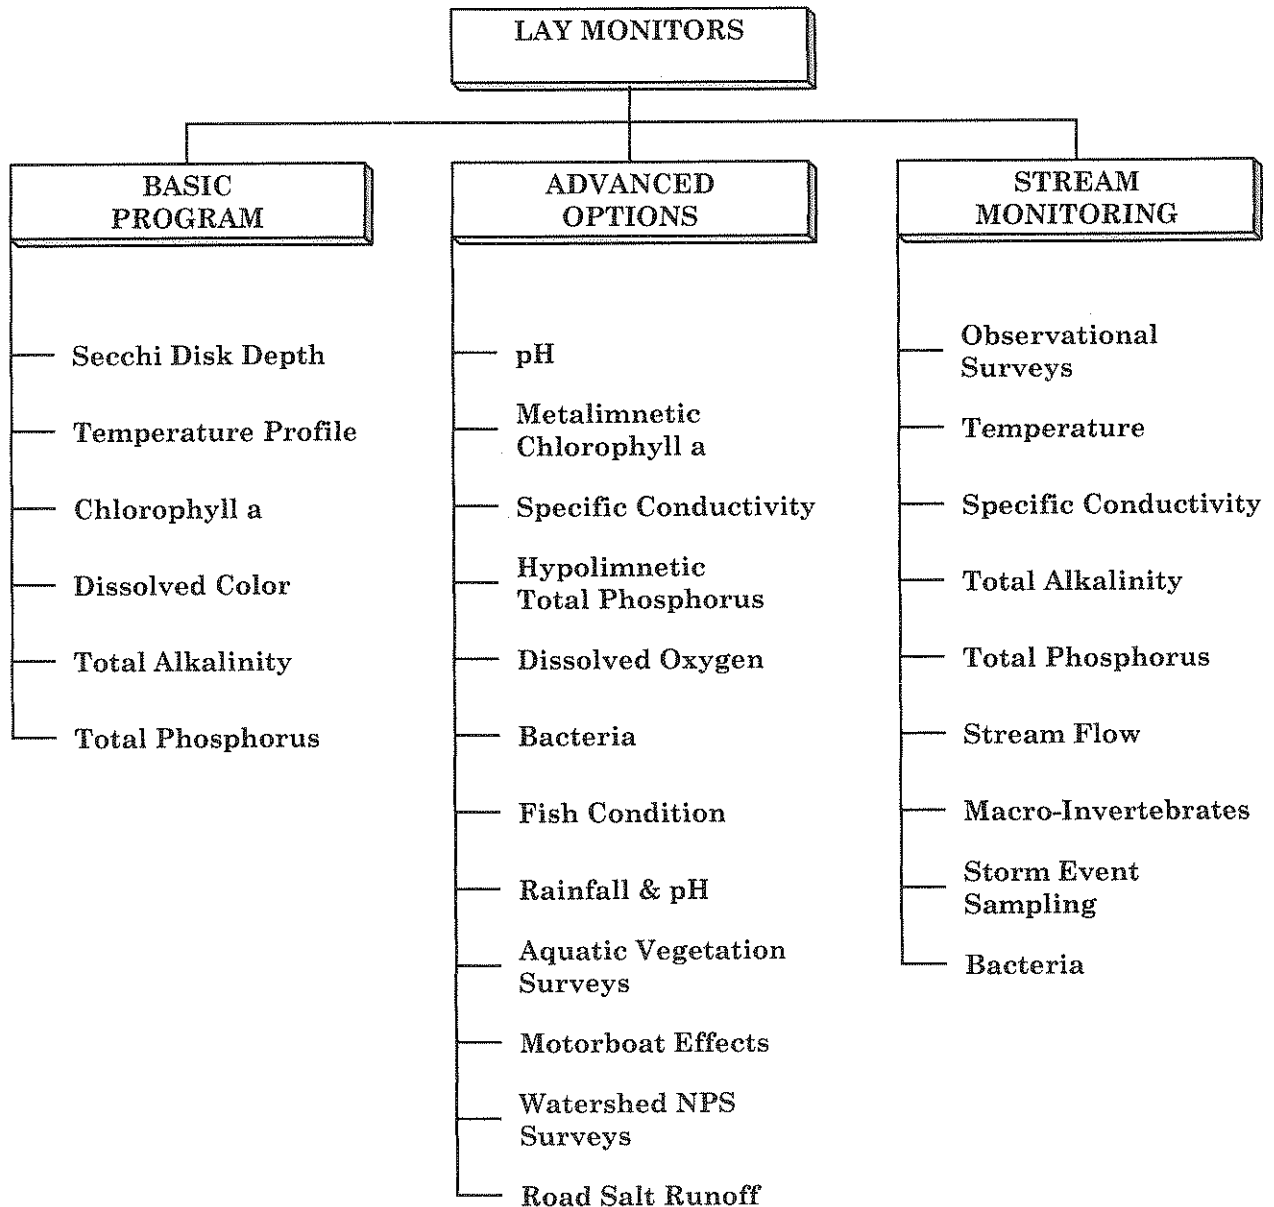 LAY MONITORS
BASIC
PROGRAM
Secchi Disk Depth
Temperature Profile
Chlorophyll a
Dissolved Color
Total Alkalinity
Total Phosphorus
ADVANCED
OPTIONS
pH
Metalimnetic
Chlorophyll a
Specific Conductivity
Hypolimnetic
Total Phosphorus
Dissolved Oxygen
Bacteria
Fish Condition
Rainfall & pH
Aquatic Vegetation
Surveys
Motorboat Effects
Watershed NPS
Surveys
Road Salt Runoff
STREAM
MONITORING
Observational
Surveys
Temperature
Specific Conductivity
Total Alkalinity
Total Phosphorus
Stream Flow
Macro-Invertebrates
Storm Event
Sampling
Bacteria